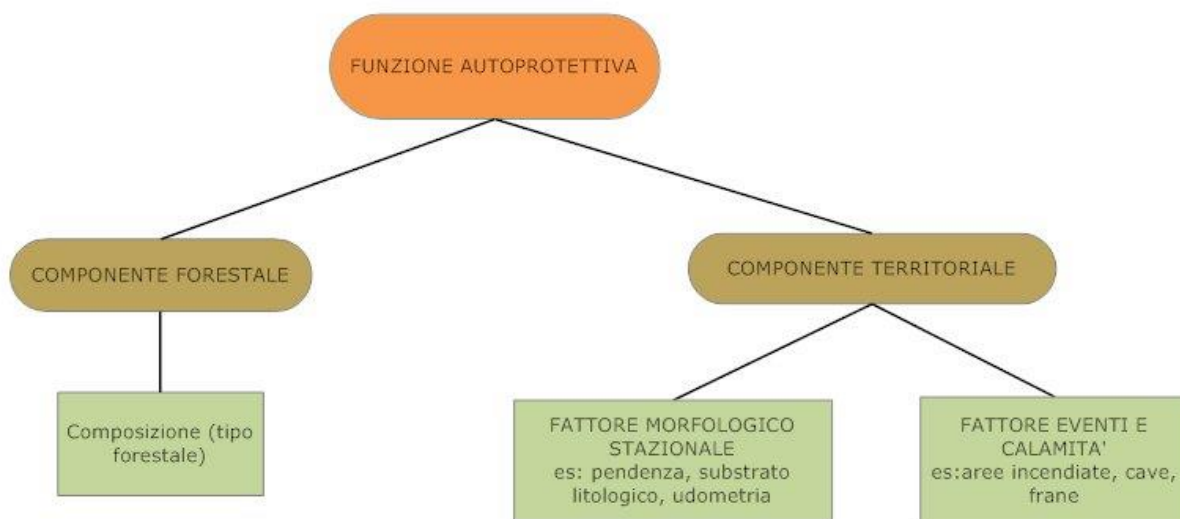 FUNZIONE AUTOPROTETTIVA
COMPONENTE FORESTALE
COMPONENTE TERRITORIALE
Composizione (tipo
forestale)
FATTORE MORFOLOGICO
STAZIONALE
es: pendenza, substrato
litologico, udometria
FATTORE EVENTI E
CALAMITA'
es:aree incendiate, cave,
frane